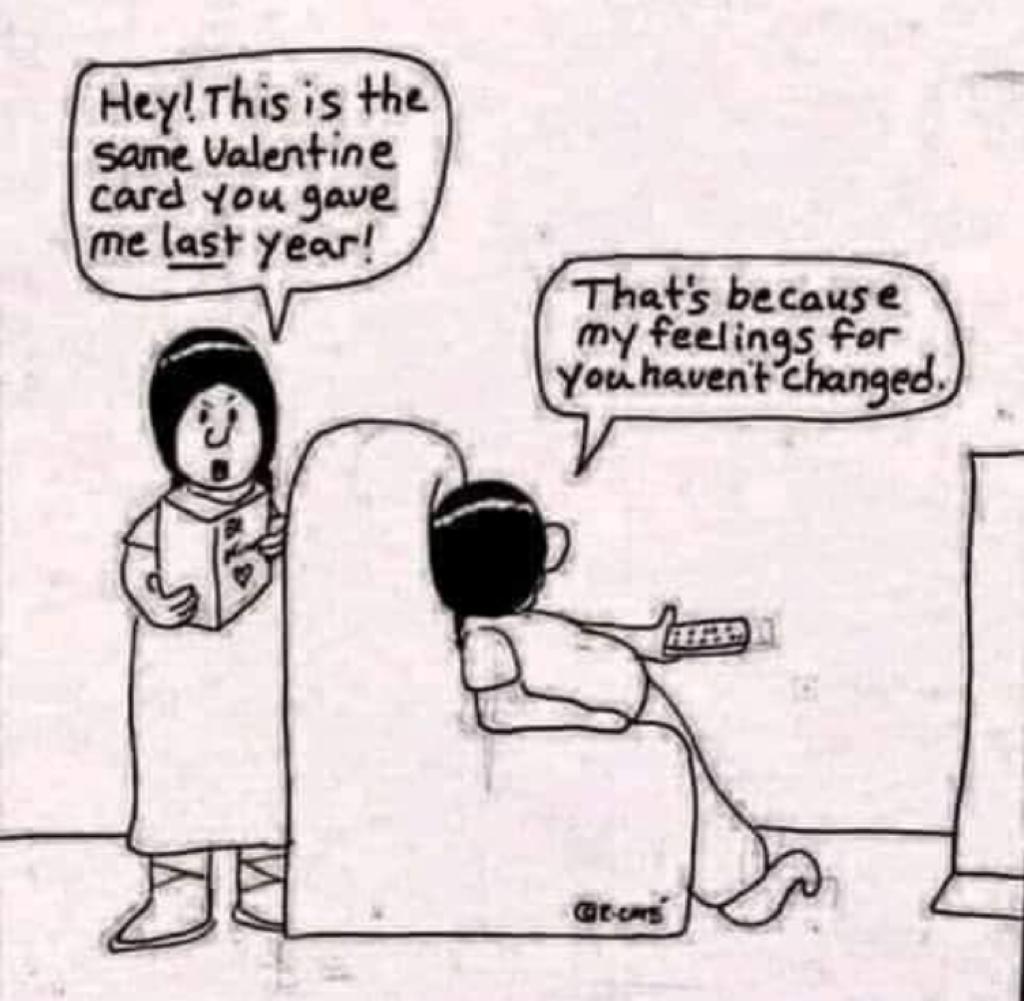 Hey! This is the
same Valentine
card you gave
me last year!
That's because
my feelings for
you haven't changed.